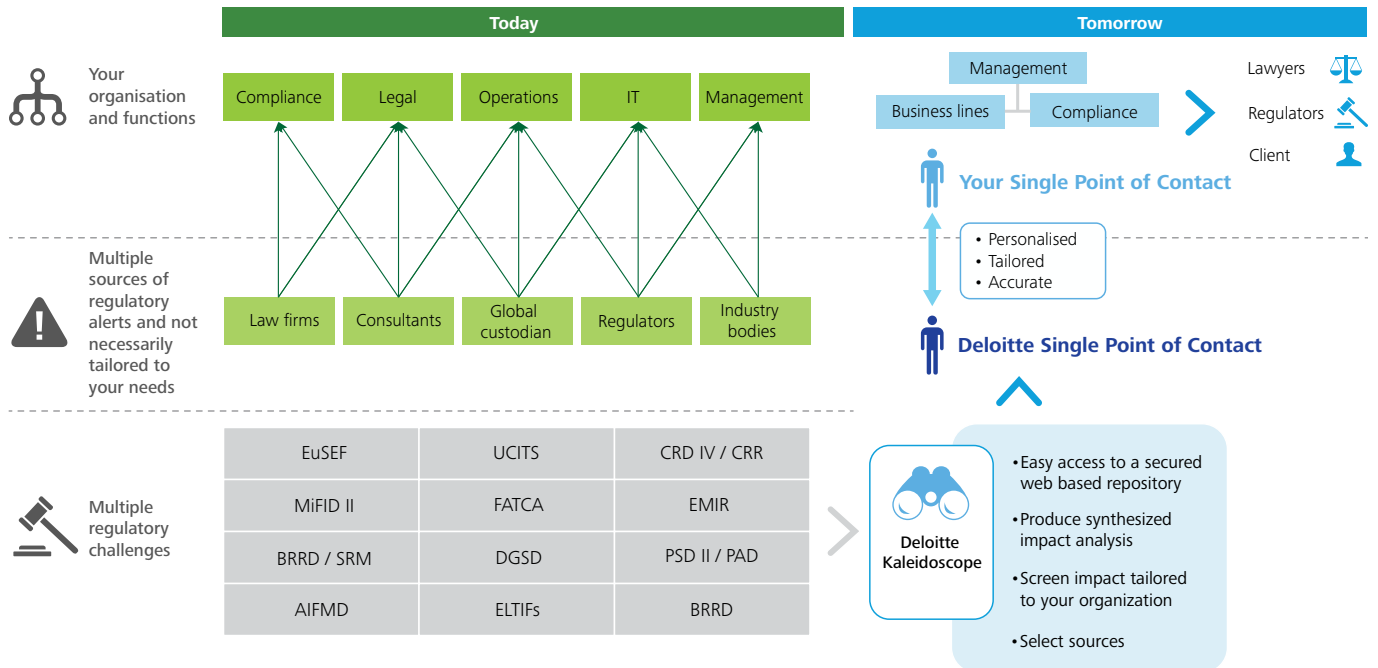 Today
Tomorrow
Your
organisation
and functions
Compliance
Legal
Operations
IT
Management
Management
Business lines
Compliance
Lawyers
Regulators
Client
Your Single Point of Contact
• Personalised
• Tailored
• Accurate
Multiple
sources of
regulatory
alerts and not
necessarily
tailored to
your needs
Law firms
Consultants
Global
custodian
Regulators
Industry
bodies
Deloitte Single Point of Contact
Multiple
regulatory
challenges
EuSEF
UCITS
CRD IV / CRR
MiFID II
FATCA
EMIR
BRRD / SRM
DGSD
PSD II / PAD
AIFMD
ELTIFs
BRRD
Deloitte
Kaleidoscope
• Easy access to a secured
web based repository
• Produce synthesized
impact analysis
• Screen impact tailored
to your organization
• Select sources